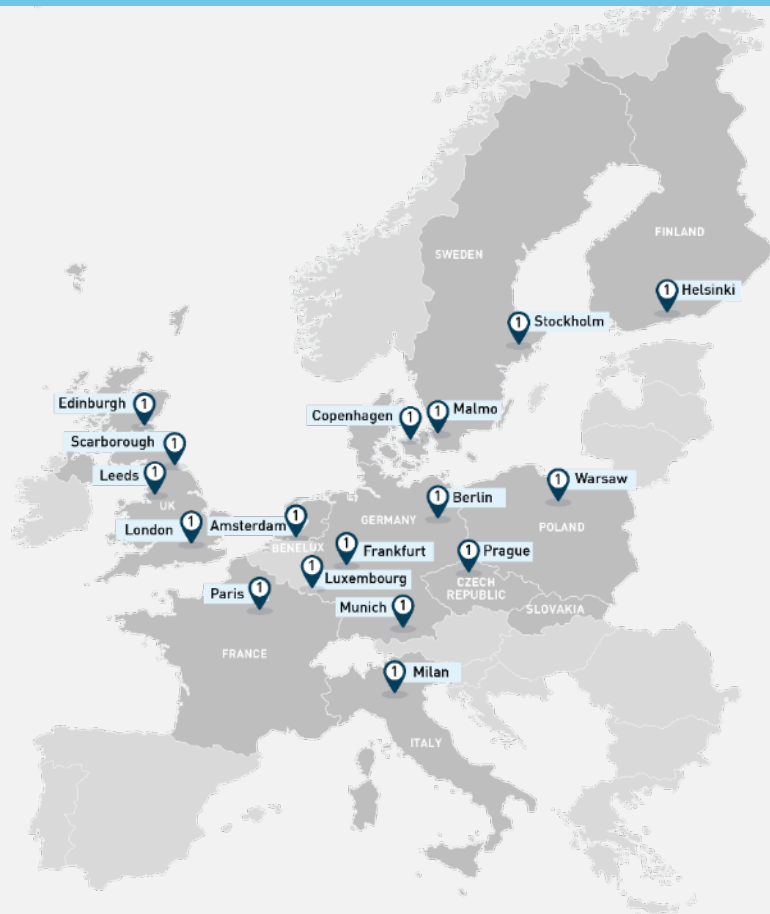 FINLAND
SWEDEN
1 Helsinki
1 Stockholm
Edinburgh 1
Copenhagen 1
1 Malmo
Scarborough 1
Leeds 1
1 Warsaw
UK
1 Berlin
London 1
Amsterdam 1
GERMANY
POLAND
BENELUX
1 Frankfurt
1 Prague
1 Luxembourg
CZECH
REPUBLIC
Paris 1
Munich 1
SLOVAKIA
FRANCE
1 Milan
ITALY